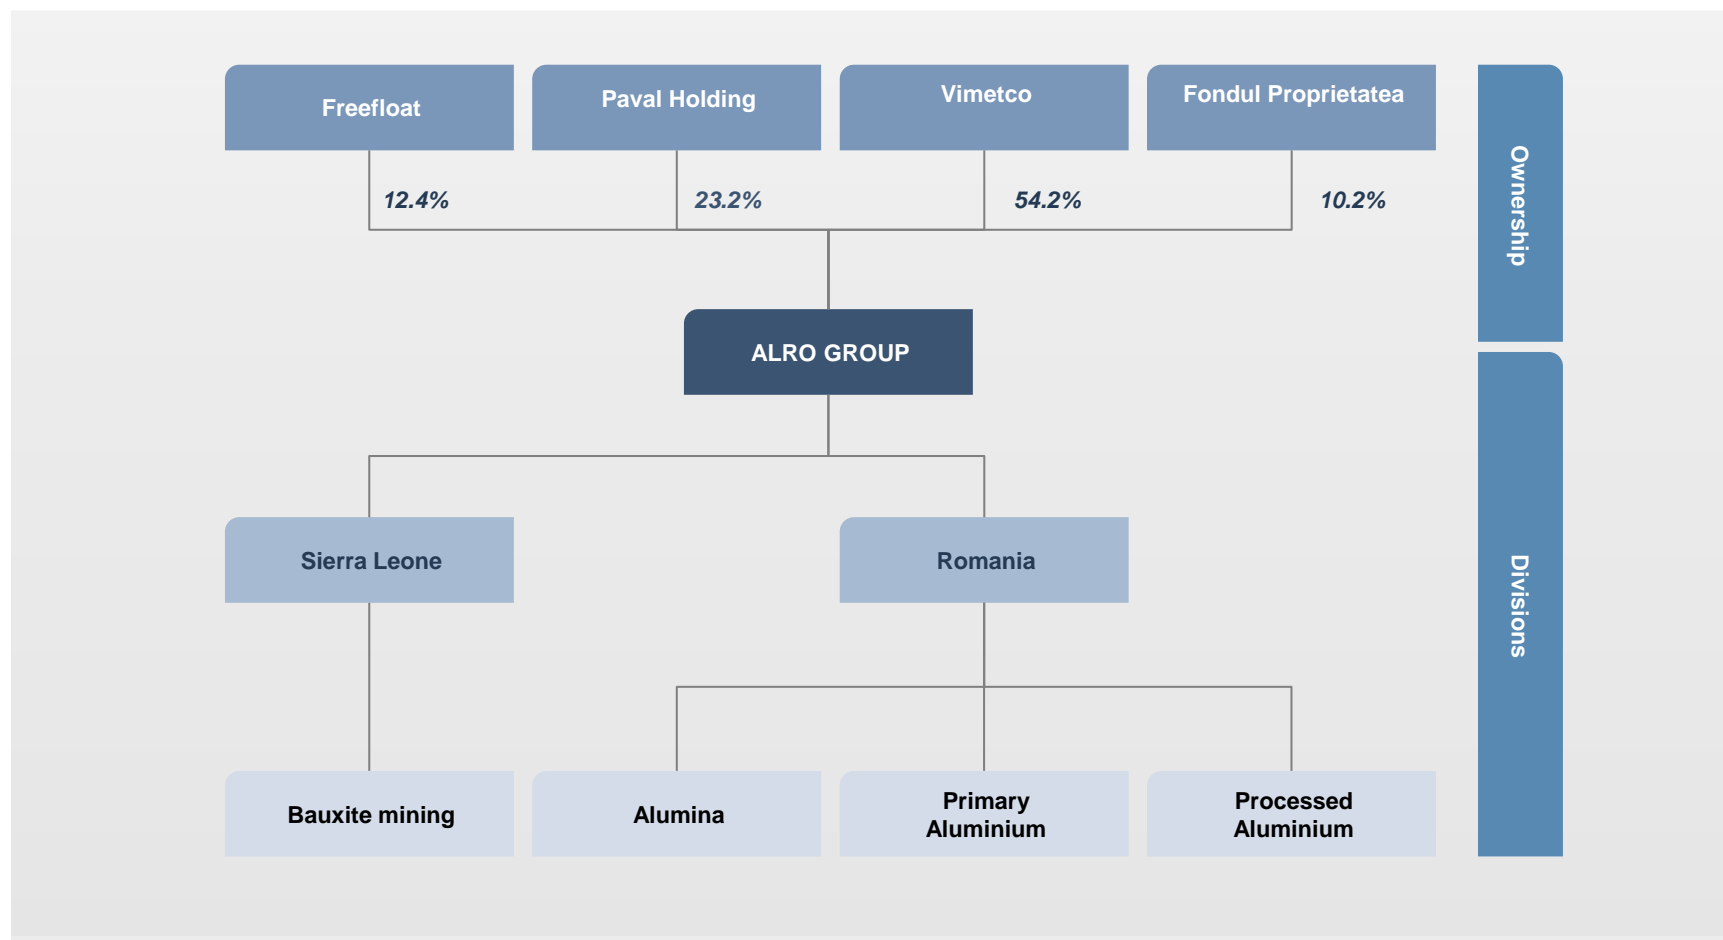 Freefloat
Paval Holding
Vimetco
Fondul Proprietatea
12.4%
23.2%
54.2%
10.2%
Ownership
ALRO GROUP
Sierra Leone
Romania
Divisions
Bauxite mining
Alumina
Primary
Aluminium
Processed
Aluminium